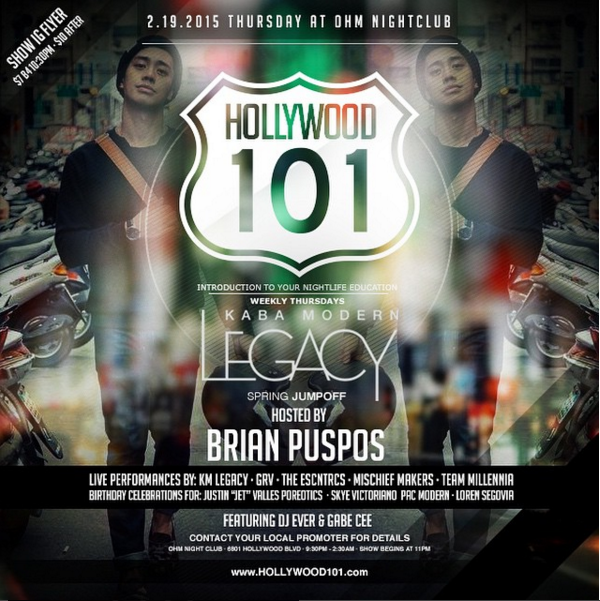 2.19.2015 THURSDAY AT OHM NIGHTCLUB
SHOW IG FLYER
$7 B4 10:30PM - $10 AFTER
HOLLYWOOD
101
INTRODUCTION TO YOUR NIGHTLIFE EDUCATION
WEEKLY THURSDAYS
KABA MODERN
LEGACY
SPRING JUMPOFF
HOSTED BY
BRIAN PUSPOS
LIVE PERFORMANCES BY: KM LEGACY · GRV · THE ESCNTRCS · MISCHIEF MAKERS · TEAM MILLENNIA
BIRTHDAY CELEBRATIONS FOR: JUSTIN "JET" VALLES POREOTICS · SKYE VICTORIANO PAC MODERN · LOREN SEGOVIA
FEATURING DJ EVER & GABE CEE
CONTACT YOUR LOCAL PROMOTER FOR DETAILS
OHM NIGHT CLUB · 6801 HOLLYWOOD BLVD · 9:30PM - 2:30AM · SHOW BEGINS AT 11PM
www.HOLLYWOOD101.com